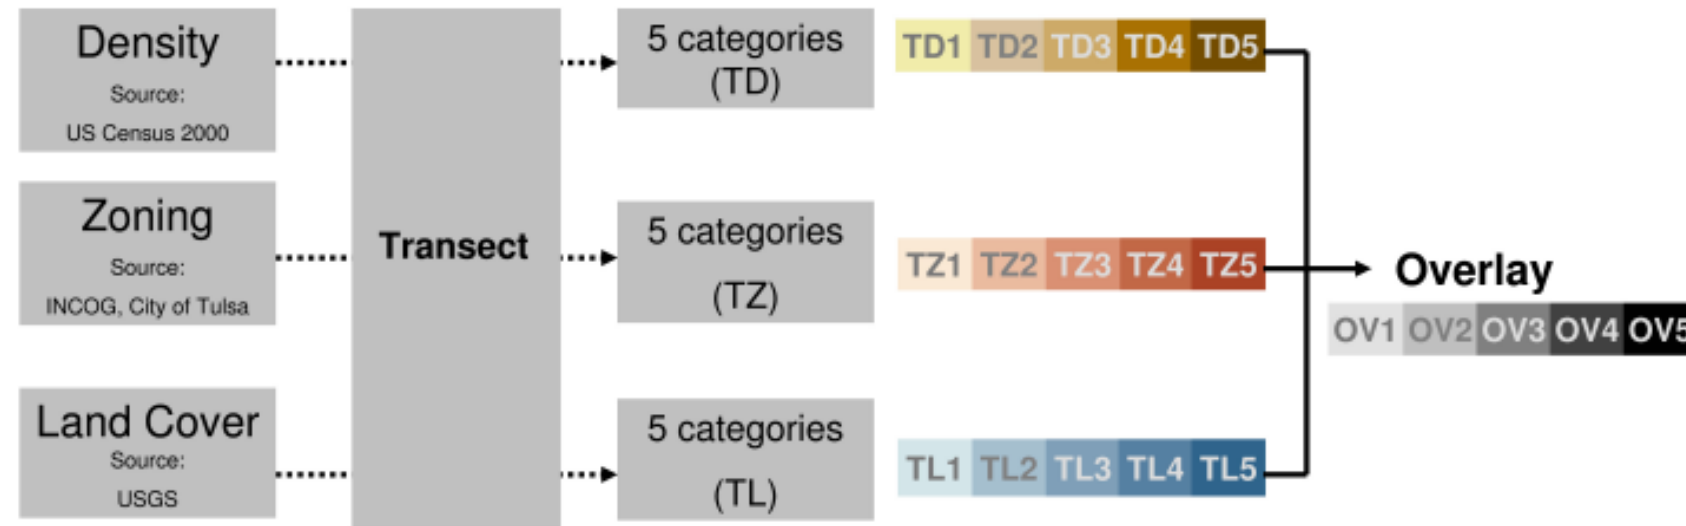 Density
Source:
US Census 2000
Zoning
Source:
INCOG, City of Tulsa
Land Cover
Source:
USGS
Transect
5 categories
(TD)
5 categories
(TZ)
5 categories
(TL)
TD1 TD2 TD3 TD4 TD5
TZ1 TZ2 TZ3 TZ4 TZ5
TL1 TL2 TL3 TL4 TL5
Overlay
OV1 OV2 OV3 OV4 OV5